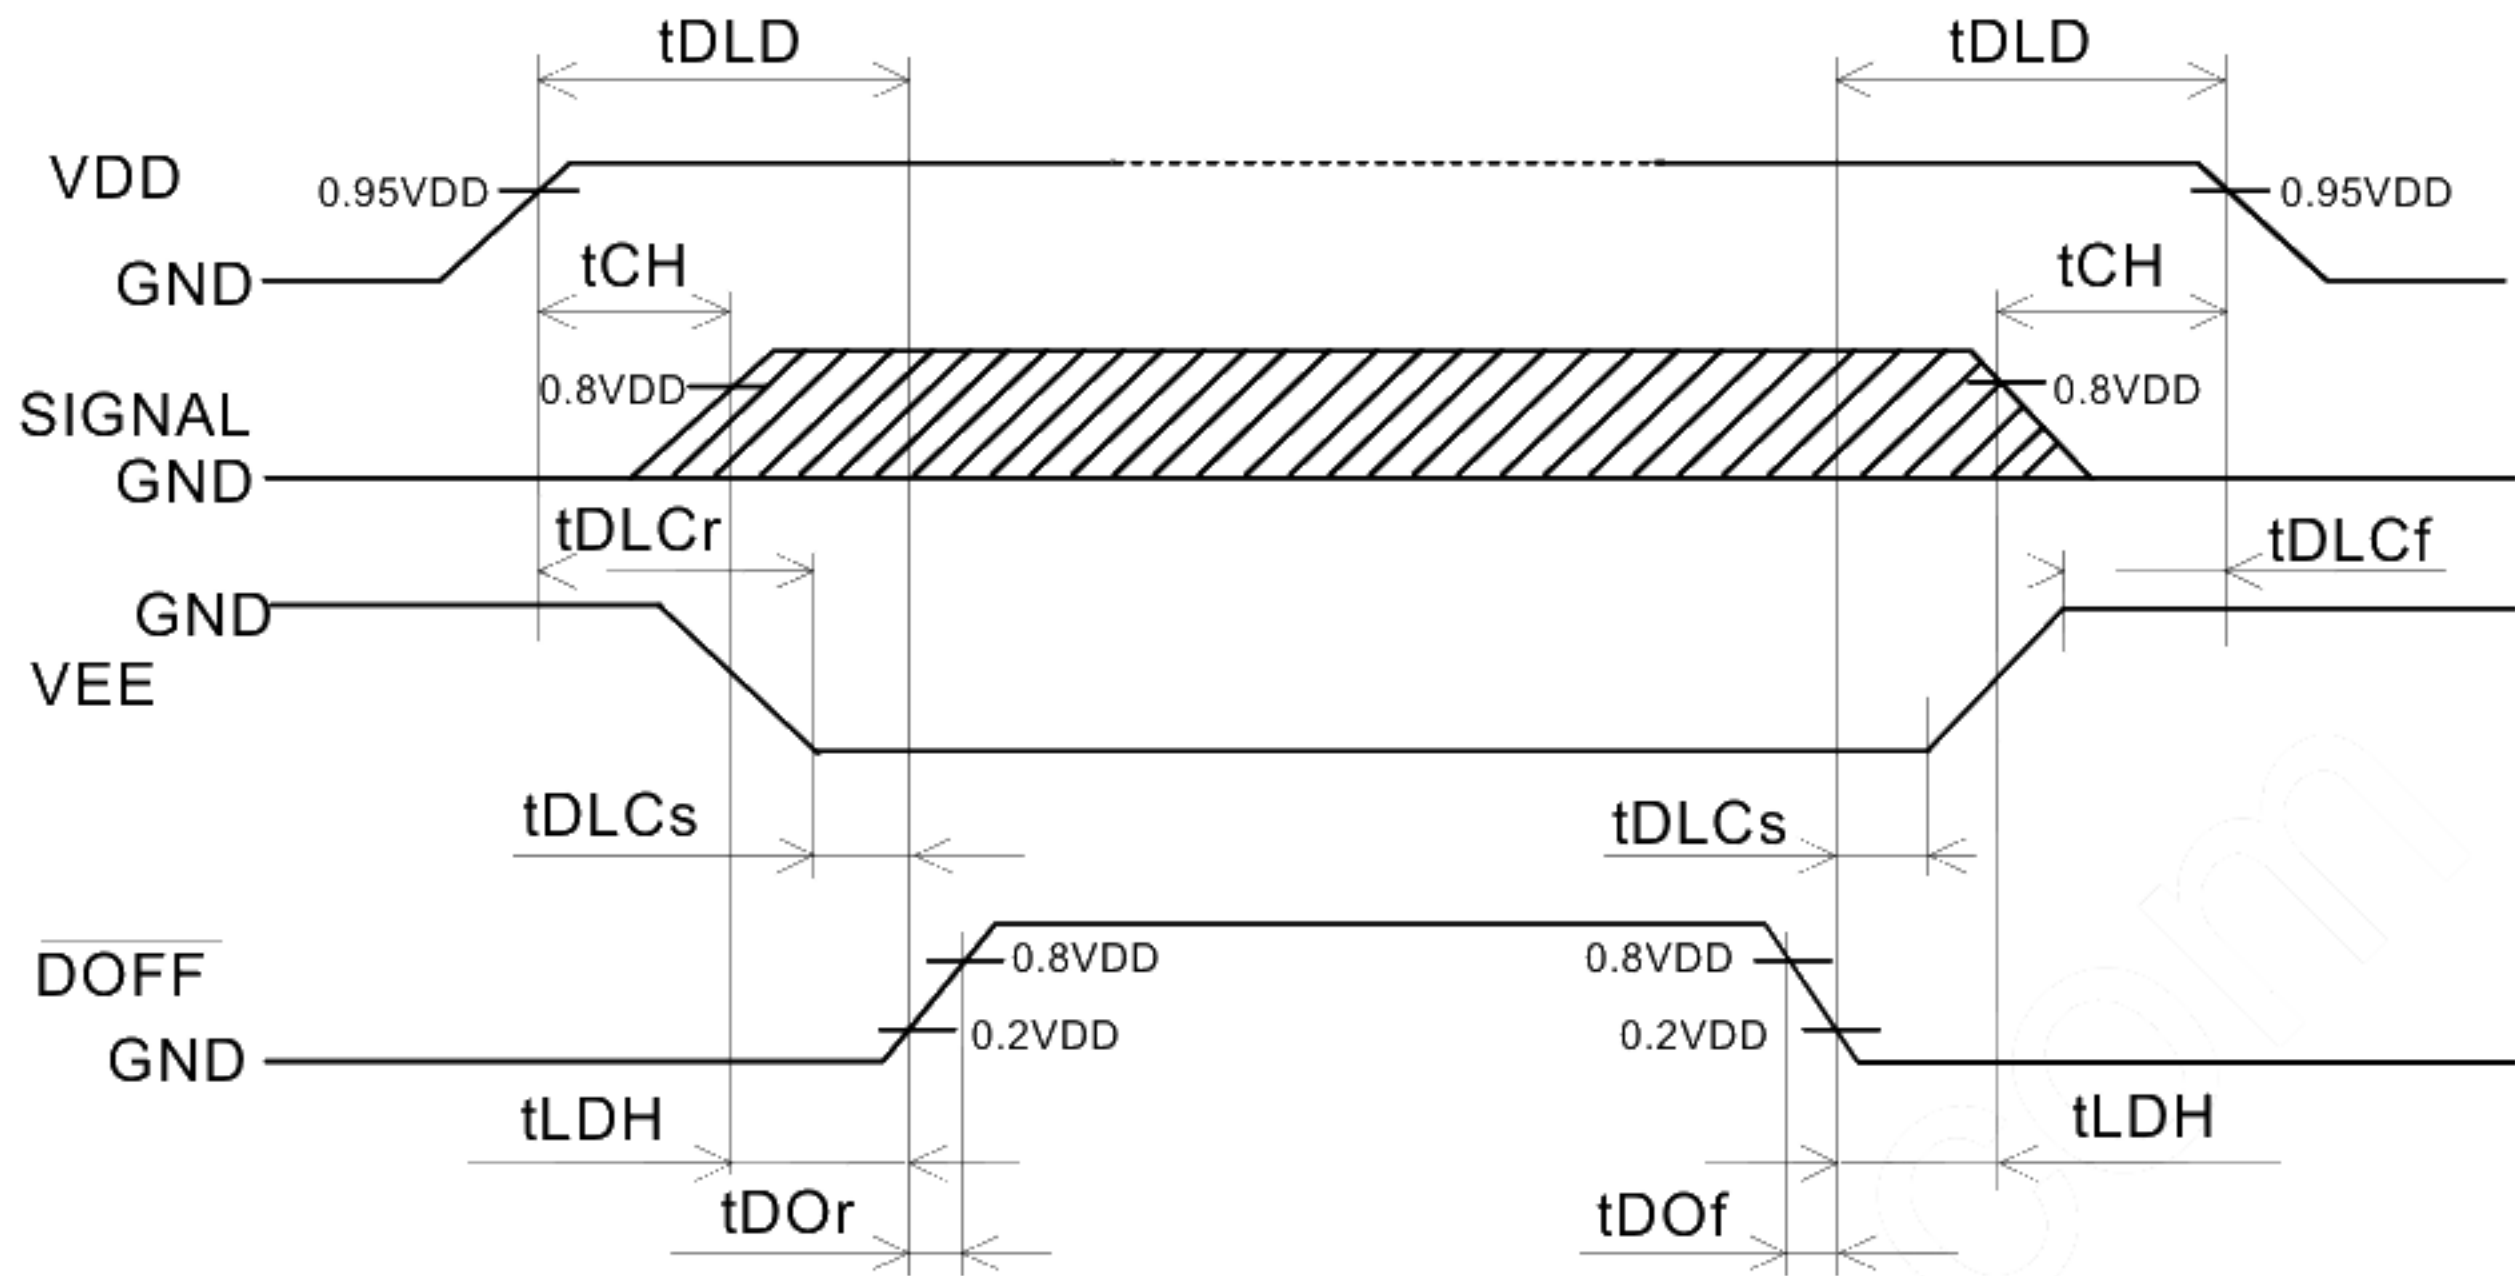 tDLD tDLD
VDD 0.95VDD 0.95VDD
GND tCH tCH
0.8VDD 0.8VDD
SIGNAL
GND
tDLCr tDLCf
GND
VEE
tDLCs tDLCs
DOFF 0.8VDD 0.8VDD
0.2VDD 0.2VDD
GND
tLDH tLDH
tDOr tDOf
com